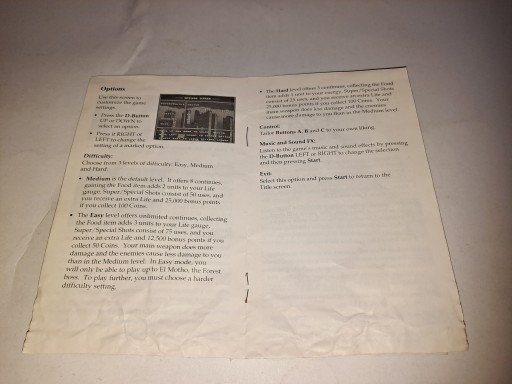 Options
Use this screen to
customize the game
settings.
• Press the D-Button
UP or DOWN to
select an option.
• Press it RIGHT or
LEFT to change the
setting of a method option.
Difficulty:
Choose from 3 levels of difficulty: Easy, Medium
and Hard.
• Medium is the default level. It offers 8 continues,
gaining the Food item adds 2 units to your Life
gauge, Super/Special Shots consist of 50 uses, and
you receive an extra Life and 25,000 bonus points
if you collect 100 Coins.
• The Easy level offers unlimited continues, collecting
the Food item adds 3 units to your Life
gauge, Super/Special Shots consist of 75 uses, and you
receive an extra Life and 12,500 bonus points if you
collect 50 Coins. Your main weapon does more
damage and the enemies cause less damage to you
than in the Medium level. In Easy mode, you
will only be able to play up to El Motho, the Forest
boss. To play further, you must choose a harder
difficulty setting.
• The Hard level offers 5 continues, collecting the Food
item adds 1 unit to your energy, Super/Special Shots
consist of 25 uses, and you receive an extra Life and
25,000 bonus points if you collect 100 Coins. Your
main weapon does less damage and the enemies
cause more damage to you than in the Medium level.
Control:
Tailor Buttons A, B and C to your own liking.
Music and Sound FX:
Listen to the game's music and sound effects by pressing
the D-Button LEFT or RIGHT to change the selection
and then pressing Start.
Exit:
Select this option and press Start to return to the
Title screen.